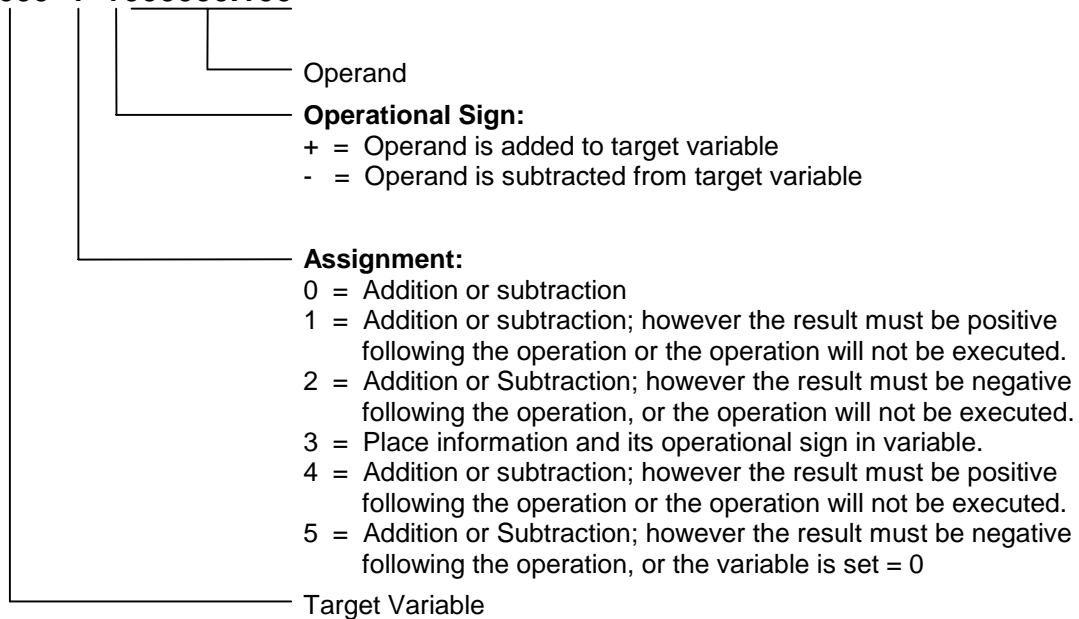 Operand
Operational Sign:
+ = Operand is added to target variable
- = Operand is subtracted from target variable
Assignment:
0 = Addition or subtraction
1 = Addition or subtraction; however the result must be positive
following the operation or the operation will not be executed.
2 = Addition or Subtraction; however the result must be negative
following the operation, or the operation will not be executed.
3 = Place information and its operational sign in variable.
4 = Addition or subtraction; however the result must be positive
following the operation or the operation will not be executed.
5 = Addition or Subtraction; however the result must be negative
following the operation, or the variable is set = 0
Target Variable